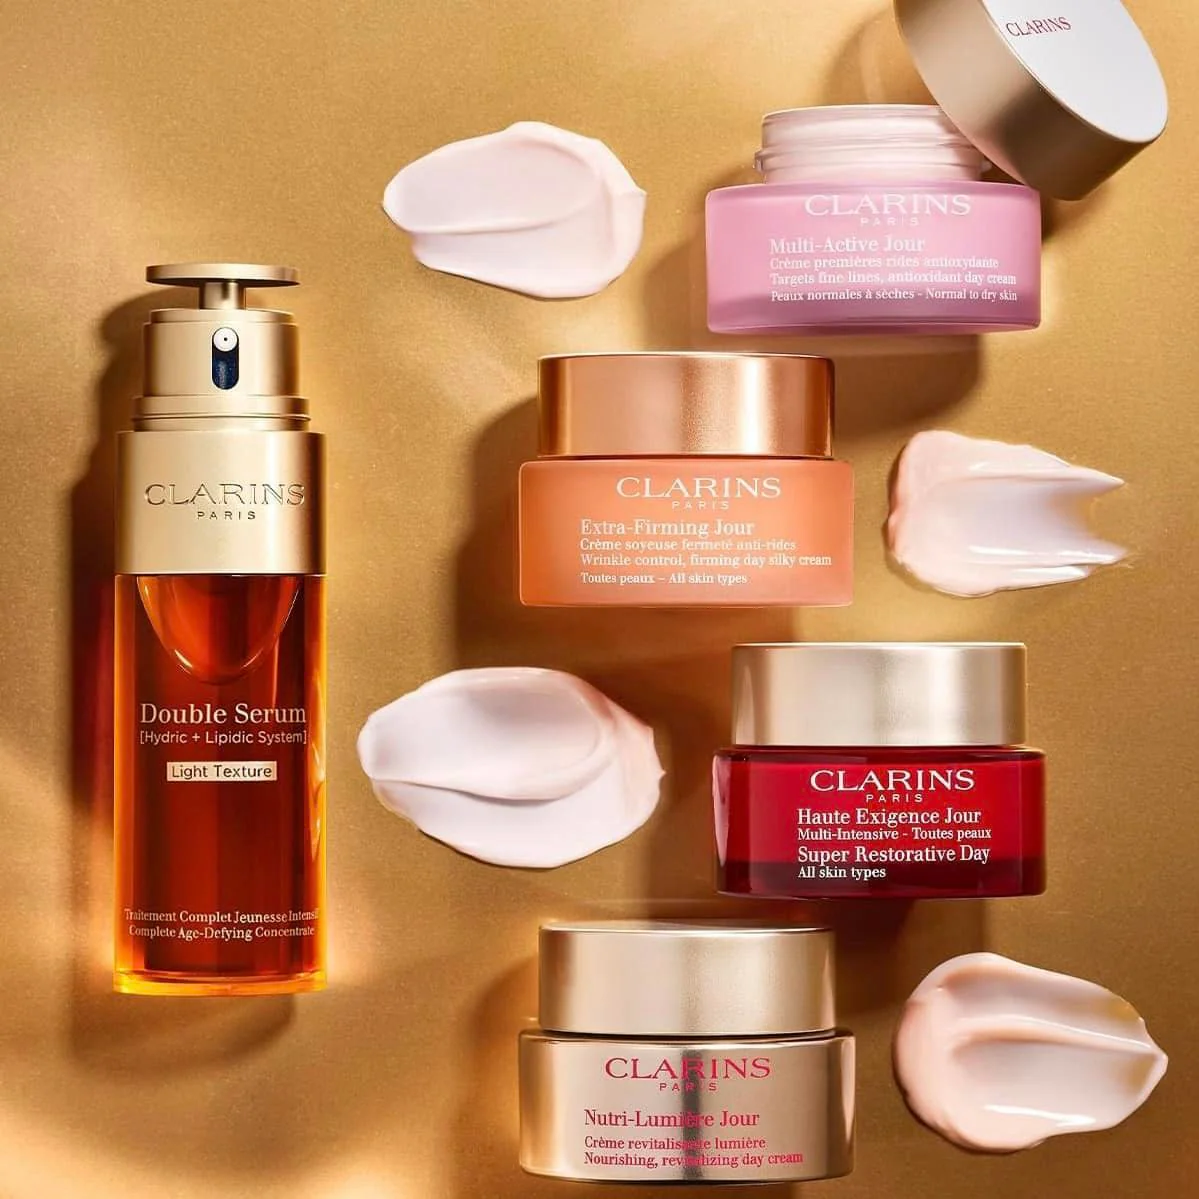 CLARINS
CLARINS
PARIS
Multi-Active Jour
Crème premières rides antioxydante
Targets fine lines, antioxidant day cream
Peaux normales à sèches - Normal to dry skin
CLARINS
PARIS
Extra-Firming Jour
Crème soyeuse fermeté anti-rides
Wrinkle control, firming day silky cream
Toutes peaux – All skin types
CLARINS
PARIS
Double Serum
[Hydric + Lipidic System]
Light Texture
Traitement Complet Jeunesse Intensif
Complete Age-Defying Concentrate
CLARINS
PARIS
Haute Exigence Jour
Multi-Intensive - Toutes peaux
Super Restorative Day
All skin types
CLARINS
PARIS
Nutri-Lumière Jour
Crème revitalisante lumière
Nourishing, revitalizing day cream